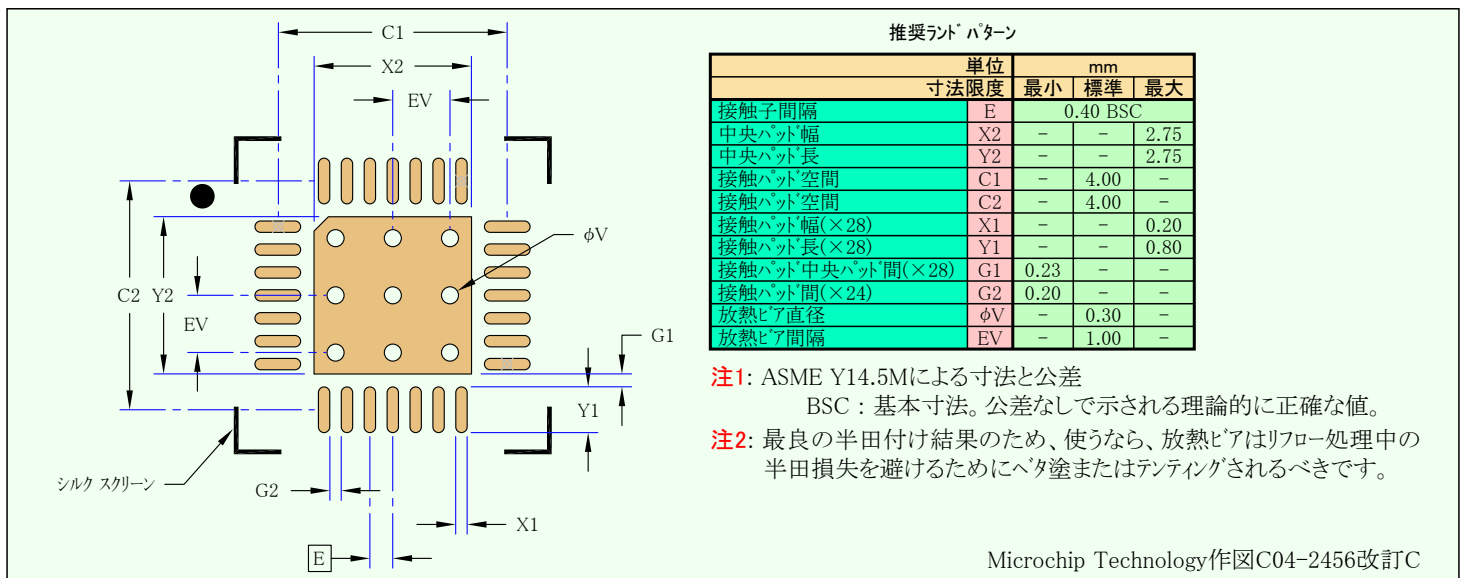 推奨ランド パターン
単位 mm
寸法限度 最小 標準 最大
接触子間隔 E 0.40 BSC
中央パッド幅 X2 - - 2.75
中央パッド長 Y2 - - 2.75
接触パッド空間 C1 - 4.00 -
接触パッド空間 C2 - 4.00 -
接触パッド幅(×28) X1 - - 0.20
接触パッド長(×28) Y1 - - 0.80
接触パッド中央パッド間(×28) G1 0.23 - -
接触パッド間(×24) G2 0.20 - -
放熱ビア直径 φV - 0.30 -
放熱ビア間隔 EV - 1.00 -
C1
X2
EV
φV
C2 Y2
EV
G1
Y1
シルク スクリーン
G2
X1
E
注1: ASME Y14.5Mによる寸法と公差
BSC : 基本寸法。公差なしで示される理論的に正確な値。
注2: 最良の半田付け結果のため、使うなら、放熱ビアはリフロー処理中の
半田損失を避けるためにベタ塗またはテンティングされるべきです。
Microchip Technology作図C04-2456改訂C